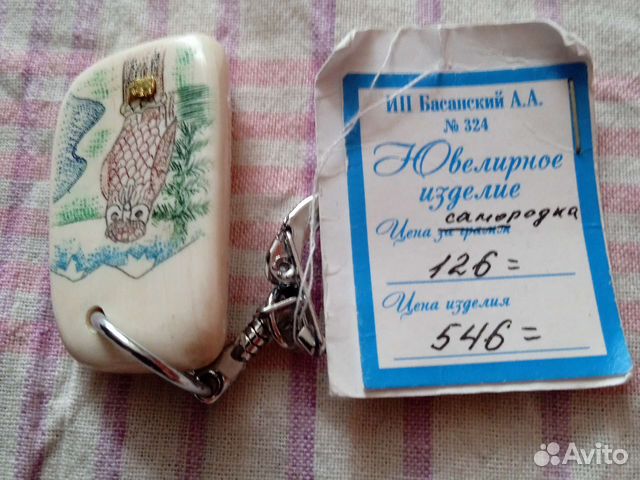 ИП Басанский А.А.
№ 324
Ювелирное
изделие
самородка
Цена за грамм
126=
Цена изделия
546=
Avito